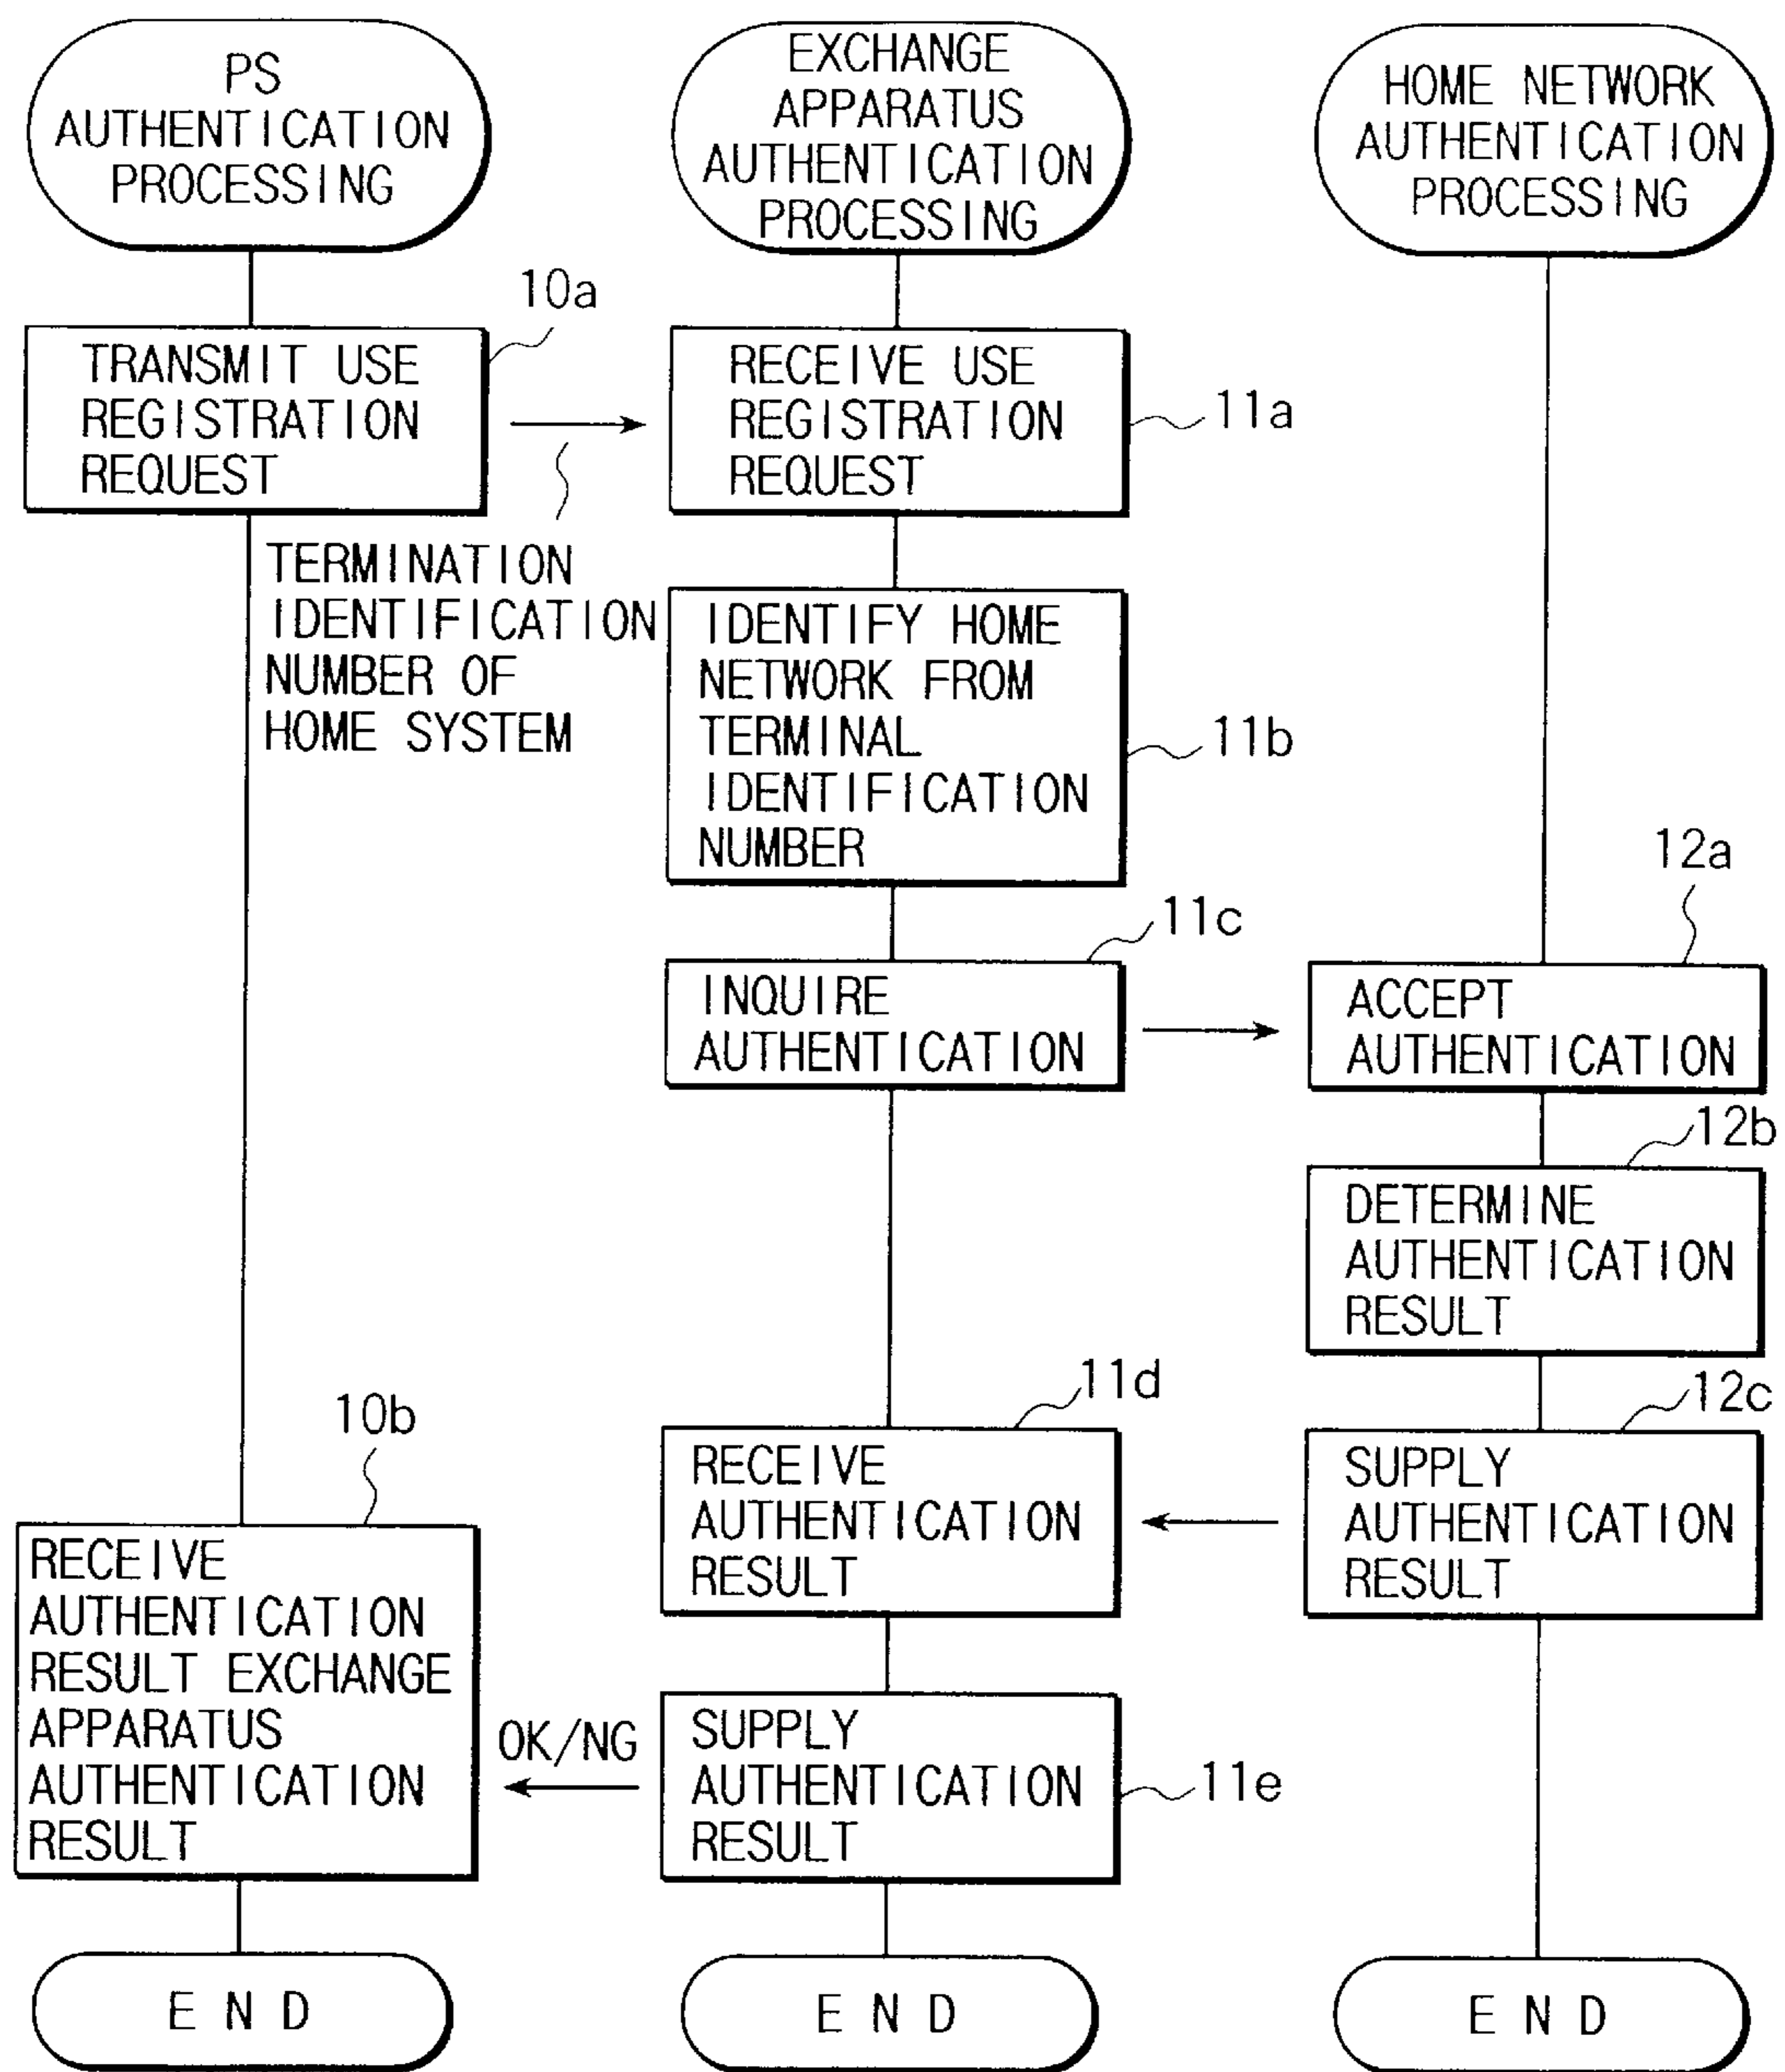 PS
AUTHENTICATION
PROCESSING
EXCHANGE
APPARATUS
AUTHENTICATION
PROCESSING
HOME NETWORK
AUTHENTICATION
PROCESSING
10a
TRANSMIT USE
REGISTRATION
REQUEST
RECEIVE USE
REGISTRATION
REQUEST
11a
TERMINATION
IDENTIFICATION
NUMBER OF
HOME SYSTEM
IDENTIFY HOME
NETWORK FROM
TERMINAL
IDENTIFICATION
NUMBER
11b
11c
INQUIRE
AUTHENTICATION
12a
ACCEPT
AUTHENTICATION
12b
DETERMINE
AUTHENTICATION
RESULT
11d
RECEIVE
AUTHENTICATION
RESULT
12c
SUPPLY
AUTHENTICATION
RESULT
10b
RECEIVE
AUTHENTICATION
RESULT EXCHANGE
APPARATUS
AUTHENTICATION
RESULT
OK/NG
SUPPLY
AUTHENTICATION
RESULT
11e
END
END
END